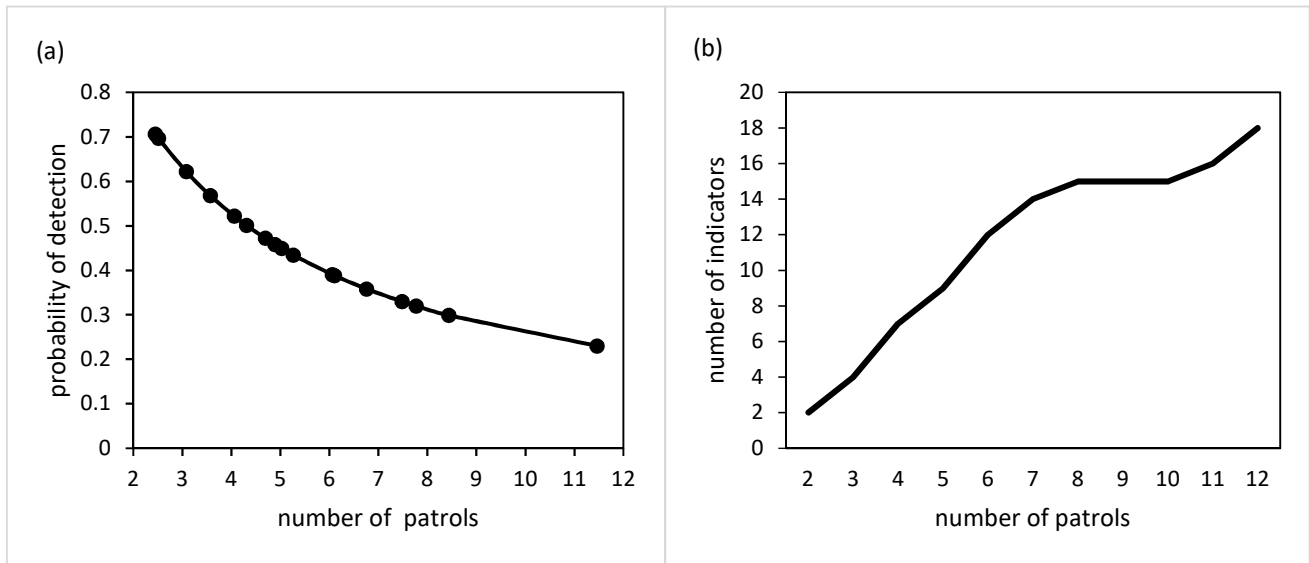 (a)
0.8
0.7
0.6
0.5
0.4
0.3
0.2
0.1
0
probability of detection
2 3 4 5 6 7 8 9 10 11 12
number of patrols
(b)
20
18
16
14
12
10
8
6
4
2
0
number of indicators
2 3 4 5 6 7 8 9 10 11 12
number of patrols